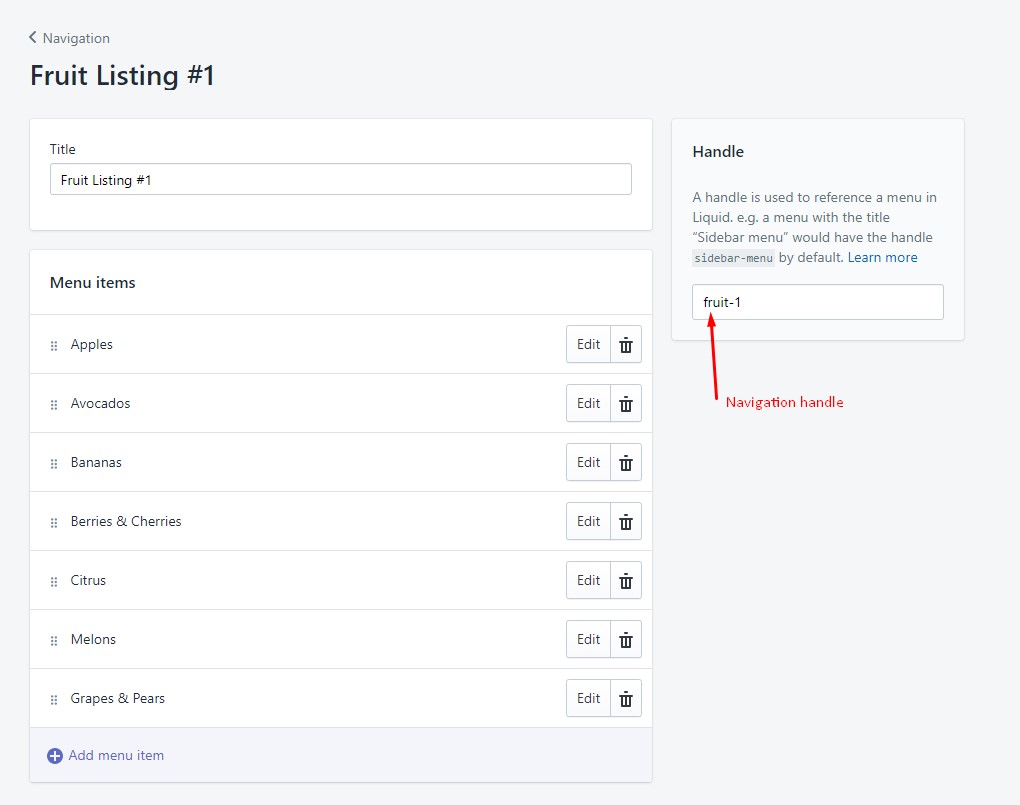 Navigation
Fruit Listing #1
Title
Fruit Listing #1
Menu items
Apples Edit
Avocados Edit
Bananas Edit
Berries & Cherries Edit
Citrus Edit
Melons Edit
Grapes & Pears Edit
Add menu item
Handle
A handle is used to reference a menu in
Liquid. e.g. a menu with the title
“Sidebar menu” would have the handle
sidebar-menu by default. Learn more
fruit-1
Navigation handle